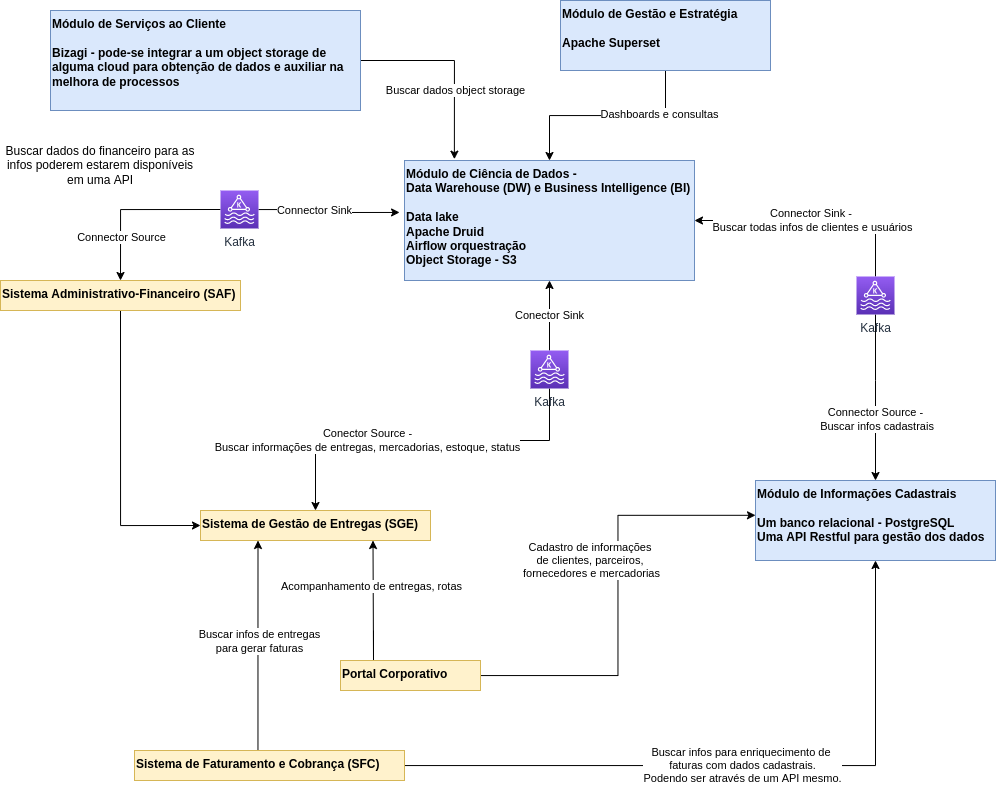 Módulo de Serviços ao Cliente
Bizagi - pode-se integrar a um object storage de
alguma cloud para obtenção de dados e auxiliar na
melhora de processos
Módulo de Gestão e Estratégia
Apache Superset
Buscar dados object storage
Dashboards e consultas
Buscar dados do financeiro para as
infos poderem estarem disponíveis
em uma API
Módulo de Ciência de Dados -
Data Warehouse (DW) e Business Intelligence (BI)
Data lake
Apache Druid
Airflow orquestração
Object Storage - S3
Connector Sink
Kafka
Connector Source
Connector Sink -
Buscar todas infos de clientes e usuários
Sistema Administrativo-Financeiro (SAF)
Conector Sink
Kafka
Kafka
Conector Source -
Buscar informações de entregas, mercadorias, estoque, status
Connector Source -
Buscar infos cadastrais
Módulo de Informações Cadastrais
Um banco relacional - PostgreSQL
Uma API Restful para gestão dos dados
Sistema de Gestão de Entregas (SGE)
Cadastro de informações
de clientes, parceiros,
fornecedores e mercadorias
Acompanhamento de entregas, rotas
Buscar infos de entregas
para gerar faturas
Portal Corporativo
Sistema de Faturamento e Cobrança (SFC)
Buscar infos para enriquecimento de
faturas com dados cadastrais.
Podendo ser através de um API mesmo.